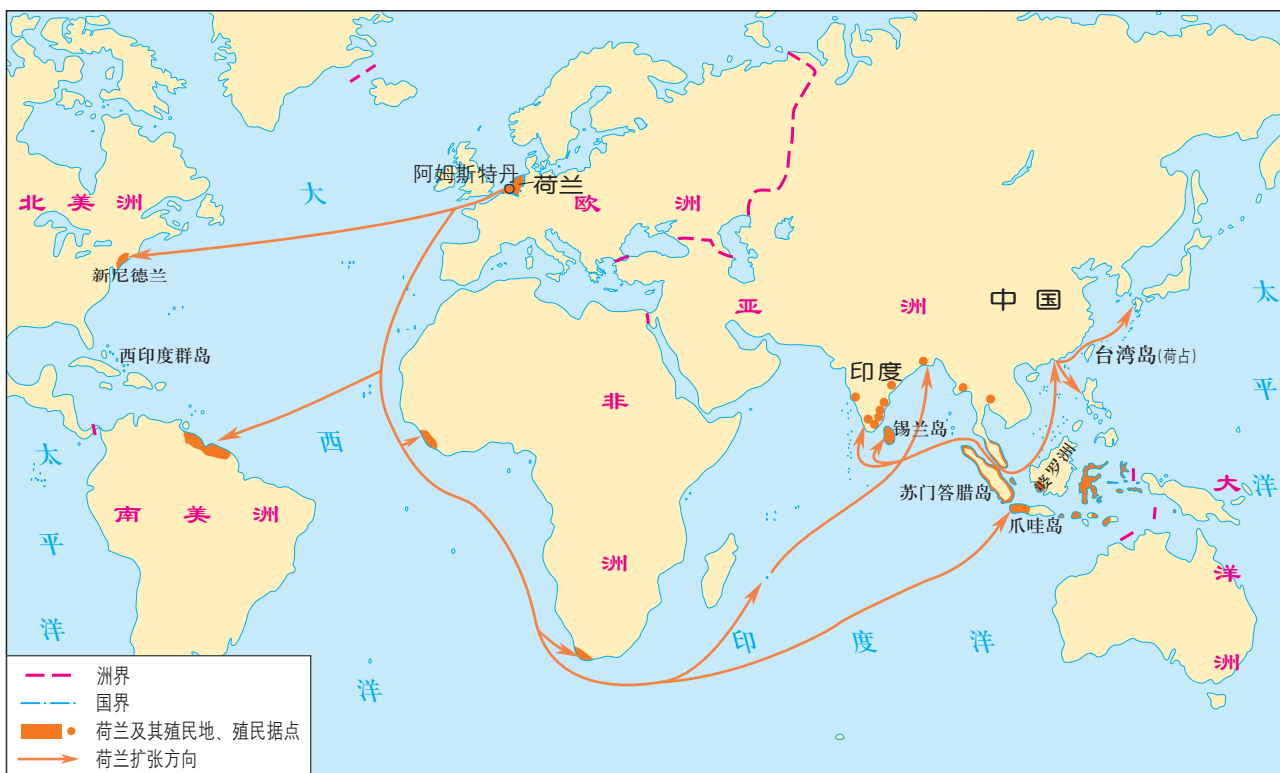 阿姆斯特丹
荷兰
北美洲
大
欧洲
新尼德兰
亚洲
中国
太
西印度群岛
台湾岛(荷占)
印度
平
非
西
锡兰岛
婆罗洲
太
苏门答腊岛
大
洋
南美洲
爪哇岛
平
洲
洋
洋
印度洋
洲
洋
洲界
国界
荷兰及其殖民地、殖民据点
荷兰扩张方向